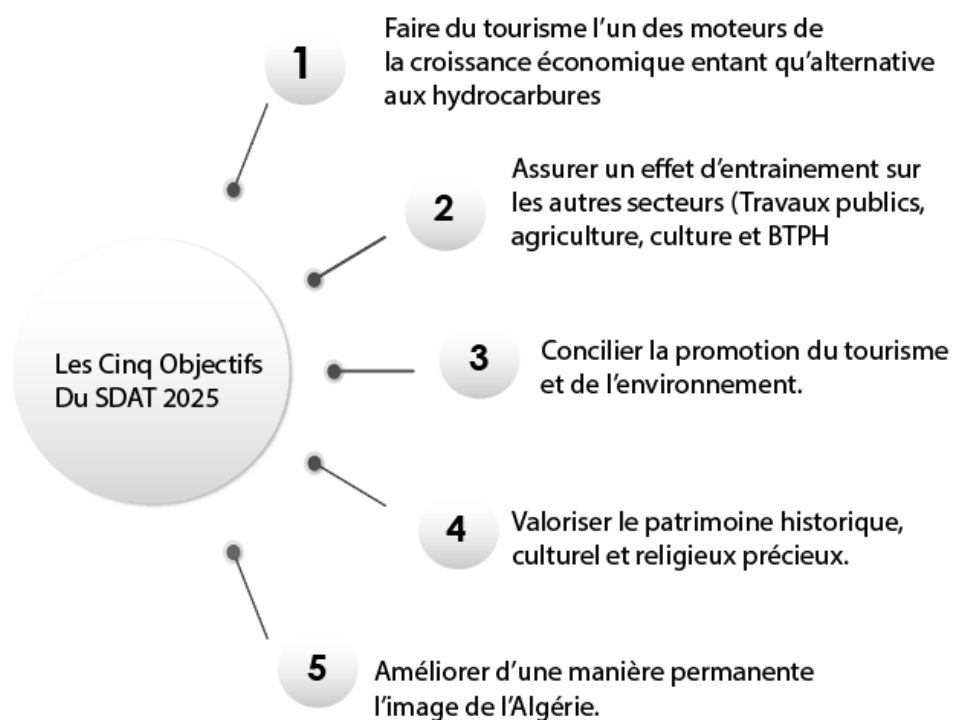 1
Faire du tourisme l'un des moteurs de
la croissance économique entant qu'alternative
aux hydrocarbures
2
Assurer un effet d'entrainement sur
les autres secteurs (Travaux publics,
agriculture, culture et BTPH
Les Cinq Objectifs
Du SDAT 2025
3
Concilier la promotion du tourisme
et de l'environnement.
4
Valoriser le patrimoine historique,
culturel et religieux précieux.
5
Améliorer d'une manière permanente
l'image de l'Algérie.